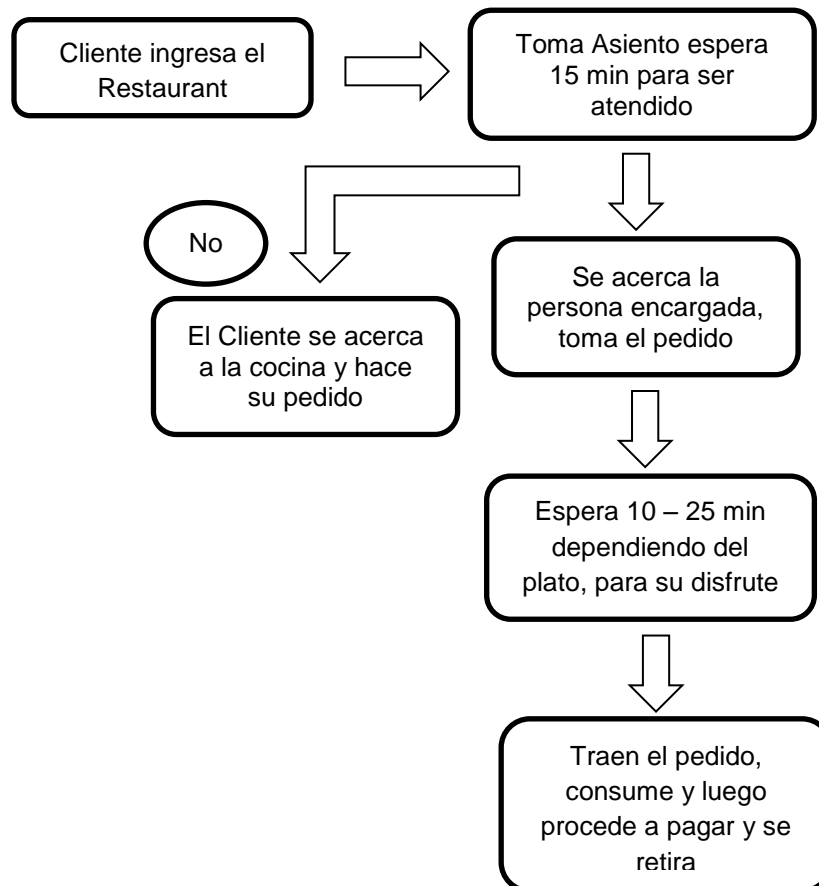 Cliente ingresa el
Restaurant
Toma Asiento espera
15 min para ser
atendido
No
El Cliente se acerca
a la cocina y hace
su pedido
Se acerca la
persona encargada,
toma el pedido
Espera 10 – 25 min
dependiendo del
plato, para su disfrute
Traen el pedido,
consume y luego
procede a pagar y se
retira